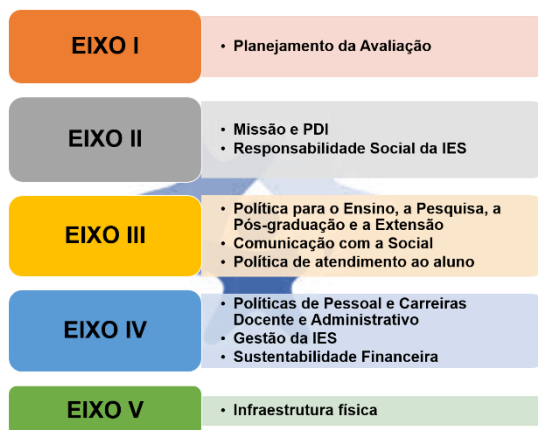 EIXO I
• Planejamento da Avaliação
EIXO II
• Missão e PDI
• Responsabilidade Social da IES
EIXO III
• Política para o Ensino, a Pesquisa, a
Pós-graduação e a Extensão
• Comunicação com a Social
• Política de atendimento ao aluno
EIXO IV
• Políticas de Pessoal e Carreiras
Docente e Administrativo
• Gestão da IES
• Sustentabilidade Financeira
EIXO V
• Infraestrutura física